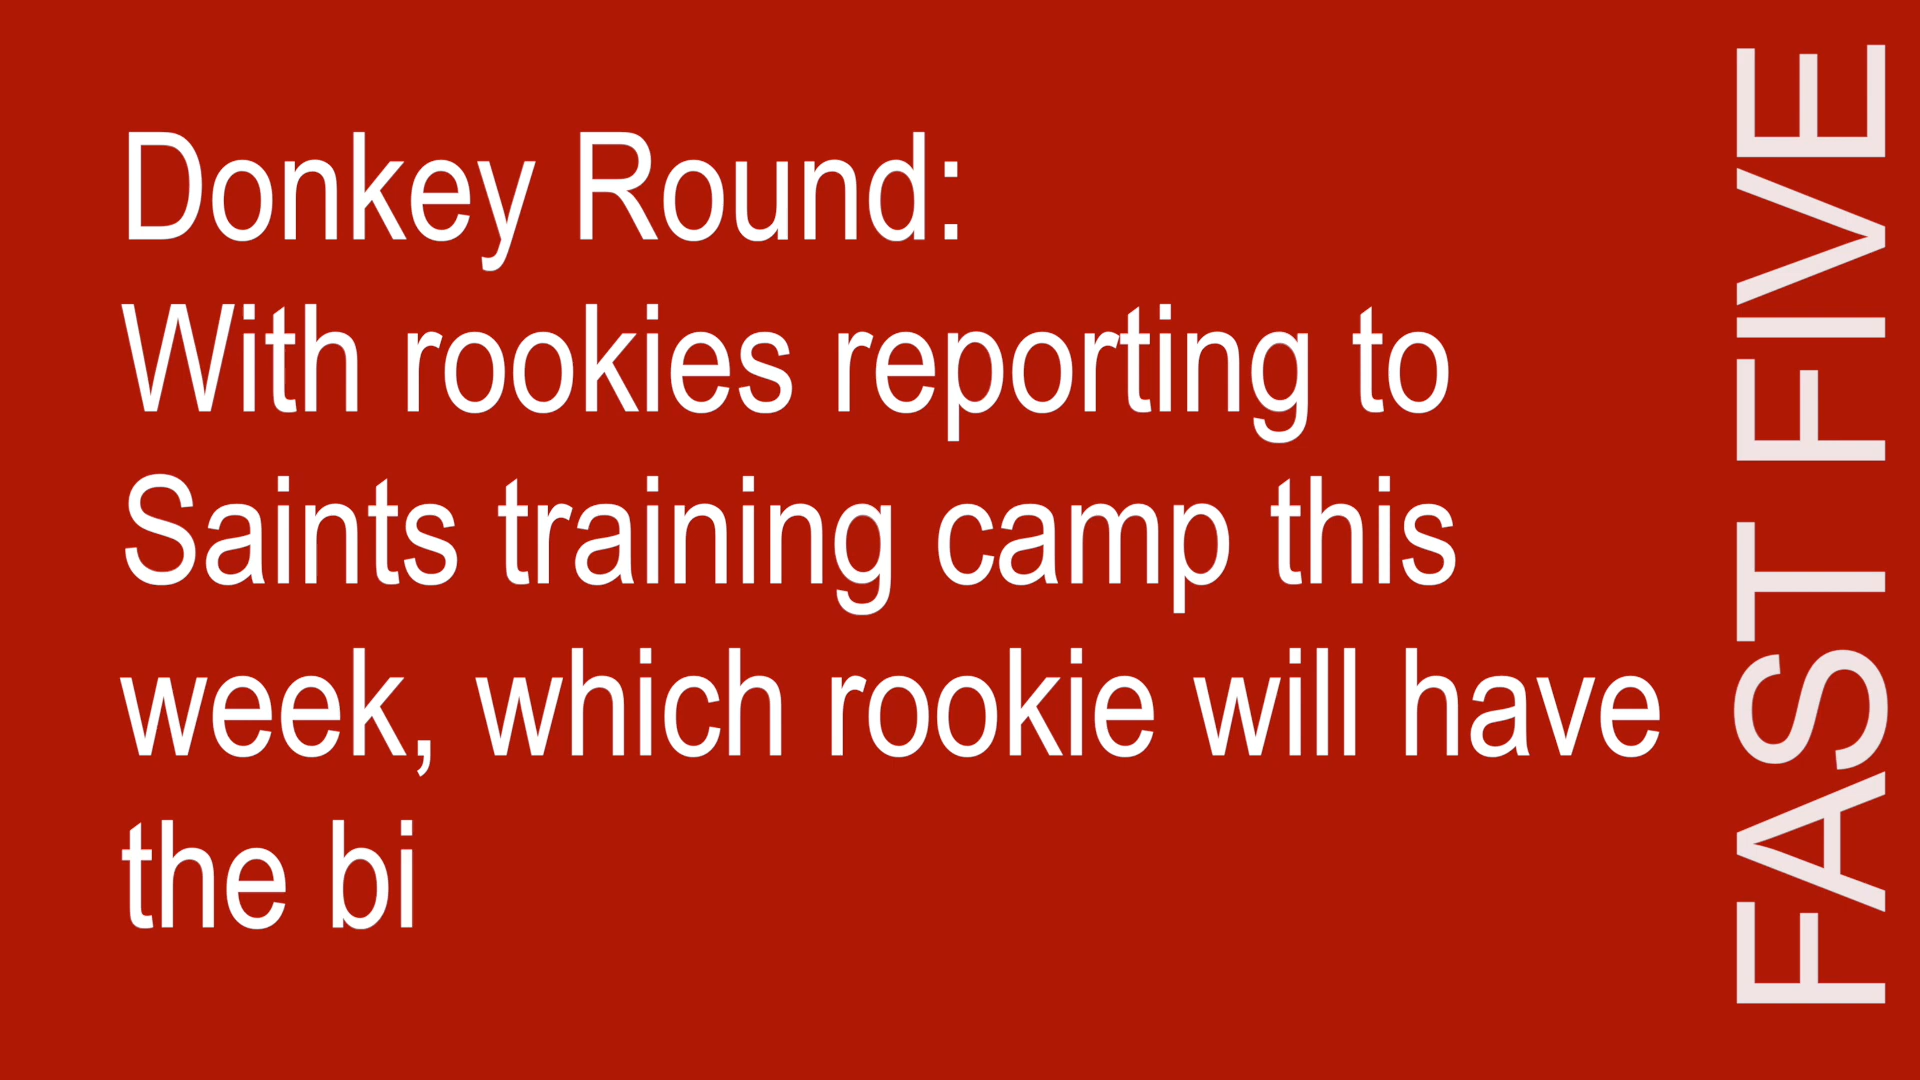 Donkey Round:
With rookies reporting to
Saints training camp this
week, which rookie will have
the bi
FAST FIVE